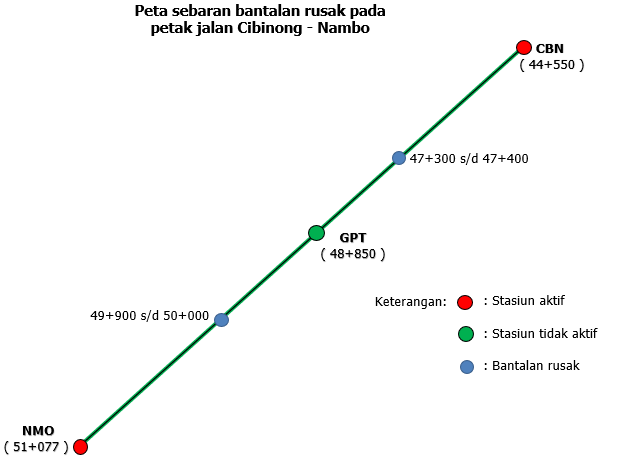 Peta sebaran bantalan rusak pada
petak jalan Cibinong - Nambo
CBN
( 44+550 )
47+300 s/d 47+400
GPT
( 48+850 )
49+900 s/d 50+000
Keterangan:
: Stasiun aktif
: Stasiun tidak aktif
: Bantalan rusak
NMO
( 51+077 )